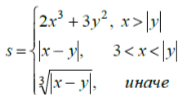 s = { 2x³ + 3y², x > |y|
|x − y|, 3 < x < |y|
∛|x − y|, иначе